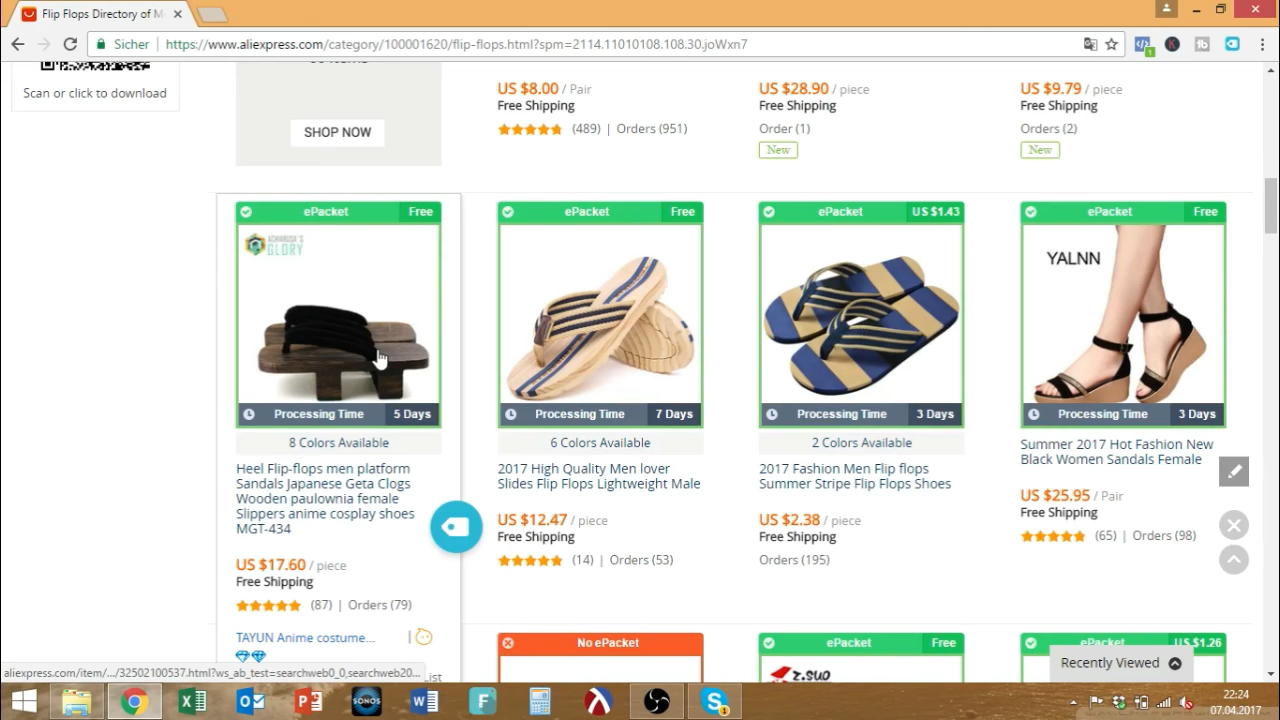 Flip Flops Directory of M
Sicher
https://www.aliexpress.com/category/100001620/flip-flops.html?spm=2114.11010108.108.30.joWxn7
Scan or click to download
SHOP NOW
US $8.00 / Pair
Free Shipping
(489) | Orders (951)
US $28.90 / piece
Free Shipping
Order (1)
New
US $9.79 / piece
Free Shipping
Orders (2)
New
ePacket Free
GLORY
Processing Time 5 Days
8 Colors Available
Heel Flip-flops men platform
Sandals Japanese Geta Clogs
Wooden paulownia female
Slippers anime cosplay shoes
MGT-434
US $17.60 / piece
Free Shipping
(87) | Orders (79)
TAYUN Anime costume...
ePacket Free
Processing Time 7 Days
6 Colors Available
2017 High Quality Men lover
Slides Flip Flops Lightweight Male
US $12.47 / piece
Free Shipping
(14) | Orders (53)
ePacket US $1.43
Processing Time 3 Days
2 Colors Available
2017 Fashion Men Flip flops
Summer Stripe Flip Flops Shoes
US $2.38 / piece
Free Shipping
Orders (195)
ePacket Free
YALNN
Processing Time 3 Days
Summer 2017 Hot Fashion New
Black Women Sandals Female
US $25.95 / Pair
Free Shipping
(65) | Orders (98)
No ePacket
ePacket Free
Z.SUO
ePacket US $1.26
Recently Viewed
aliexpress.com/item/.../32502100537.html?ws_ab_test=searchweb0_0,searchweb20...
ist
SONOS
22:24
07.04.2017